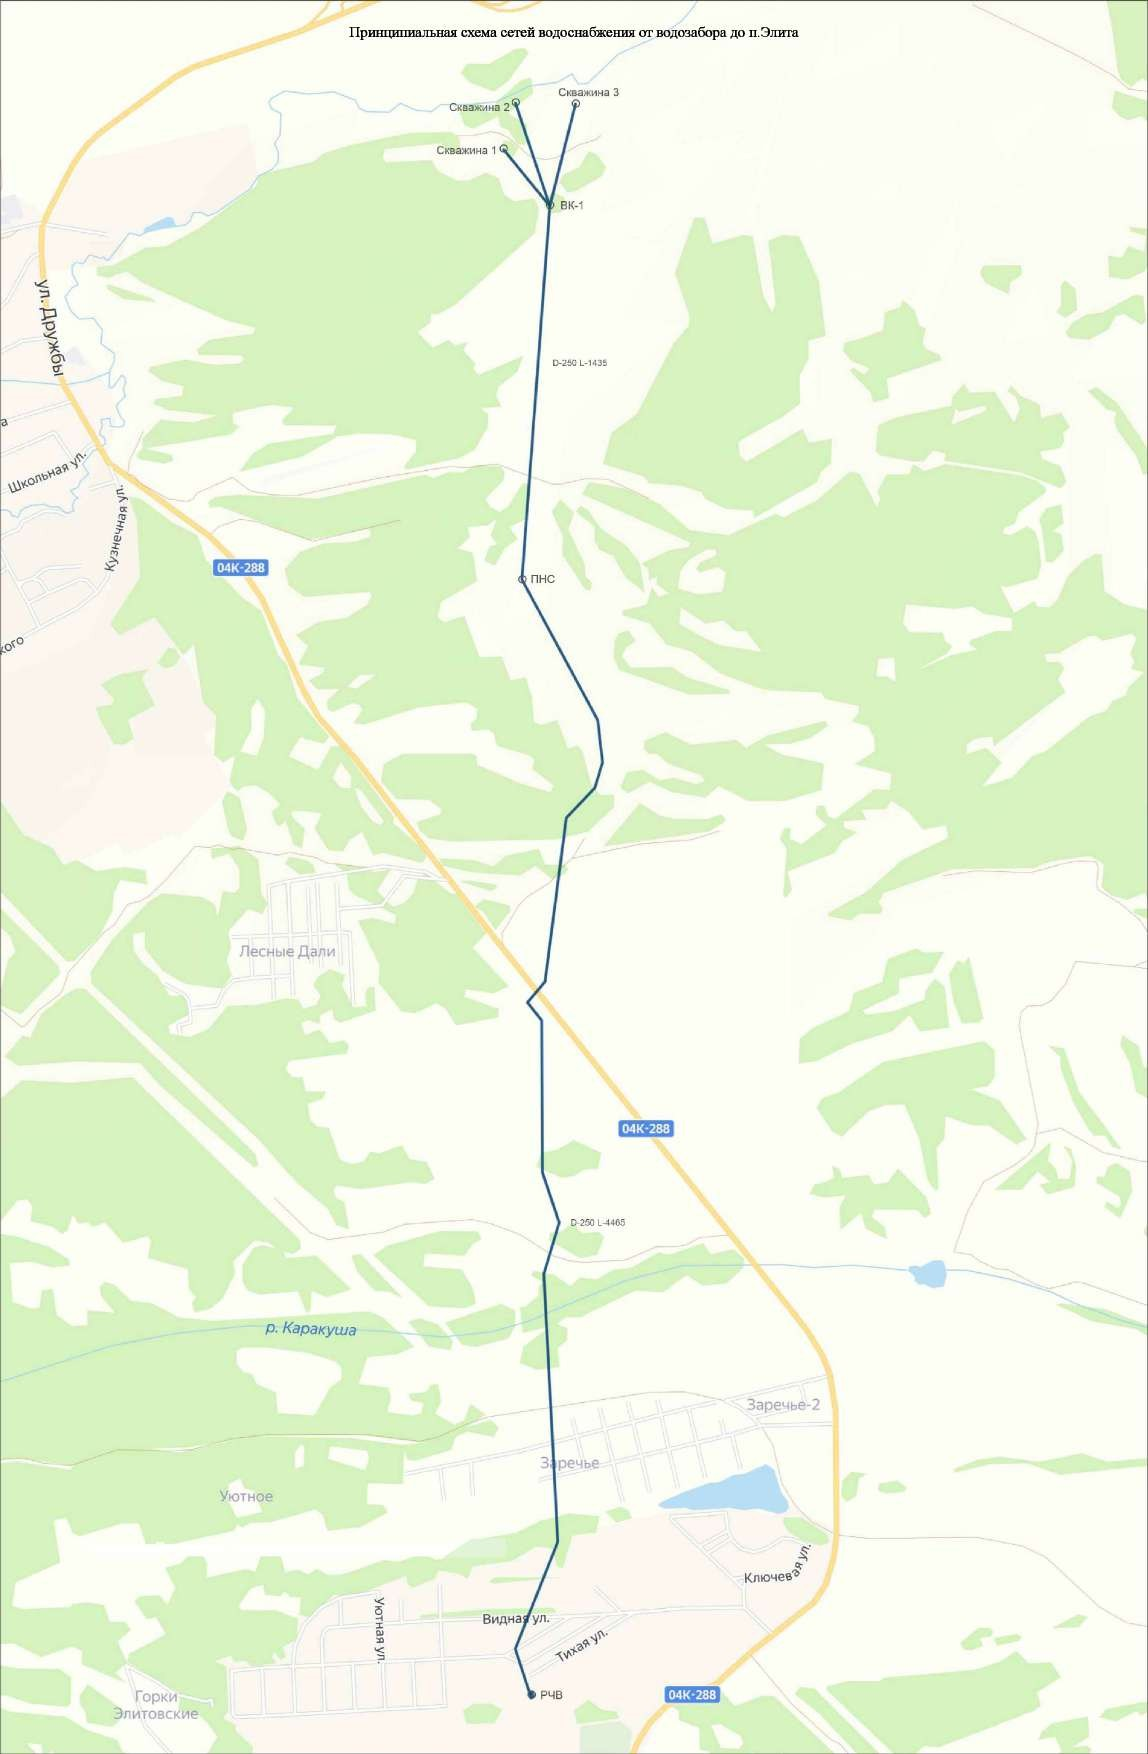 Принципиальная схема сетей водоснабжения от водозабора до п.Элита
Скважина 3
Скважина 2
Скважина 1
ВК-1
ул. Дружбы
D-250 L-1435
а
Школьная ул.
Кузнечная ул.
04К-288
ПНС
кого
Лесные Дали
04К-288
D-250 L-4465
р. Каракуша
Заречье-2
Заречье
Уютное
Ключевая ул.
Уютная ул.
Видная ул.
Тихая ул.
РЧВ
04К-288
Горки
Элитовские